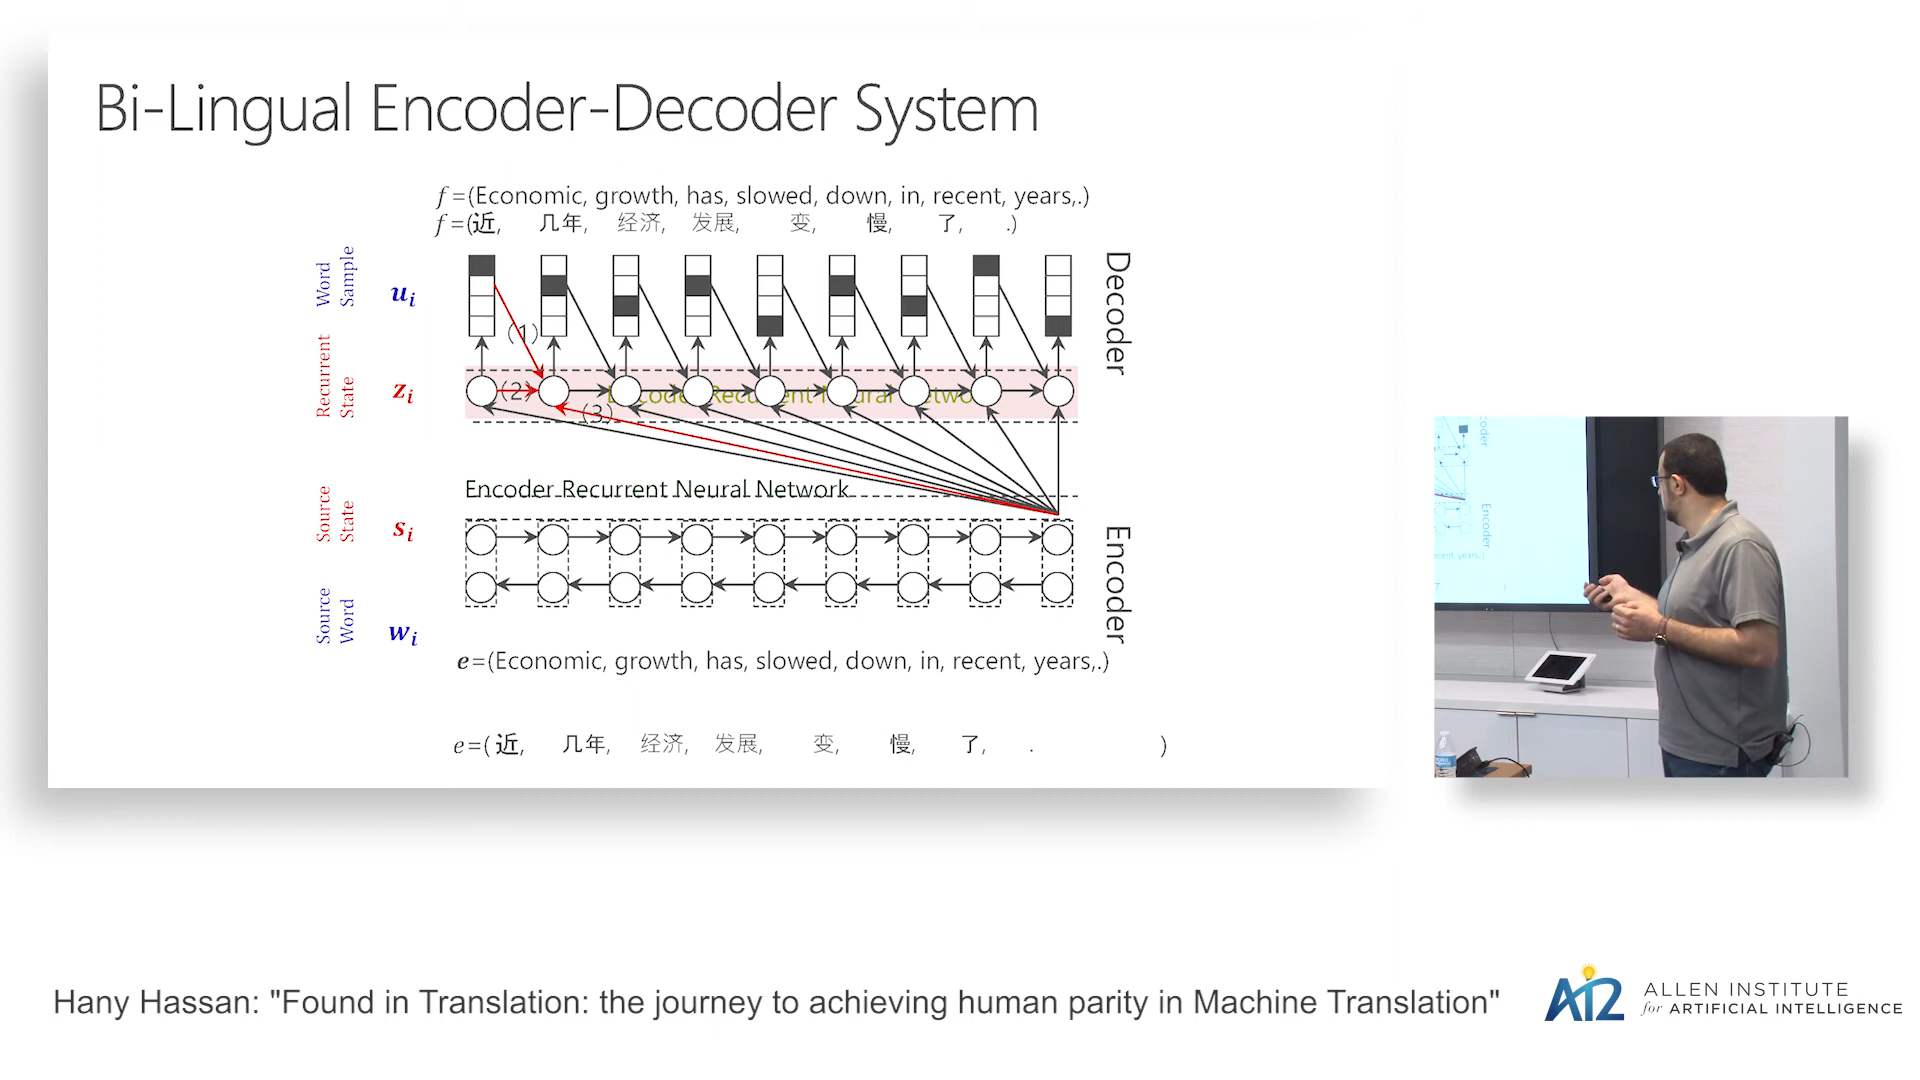 Bi-Lingual Encoder-Decoder System
f=(Economic, growth, has, slowed, down, in, recent, years,.)
f=(近, 几年, 经济, 发展, 变, 慢, 了, .)
Word Sample
u_i
Decoder
(1)
Recurrent State
z_i
(2)
Recurrent Neural Network
(3)
Encoder Recurrent Neural Network
Source State
s_i
Encoder
Source Word
w_i
e=(Economic, growth, has, slowed, down, in, recent, years,.)
e=( 近, 几年, 经济, 发展, 变, 慢, 了, . )
Hany Hassan: "Found in Translation: the journey to achieving human parity in Machine Translation"
AI2
ALLEN INSTITUTE
for ARTIFICIAL INTELLIGENCE